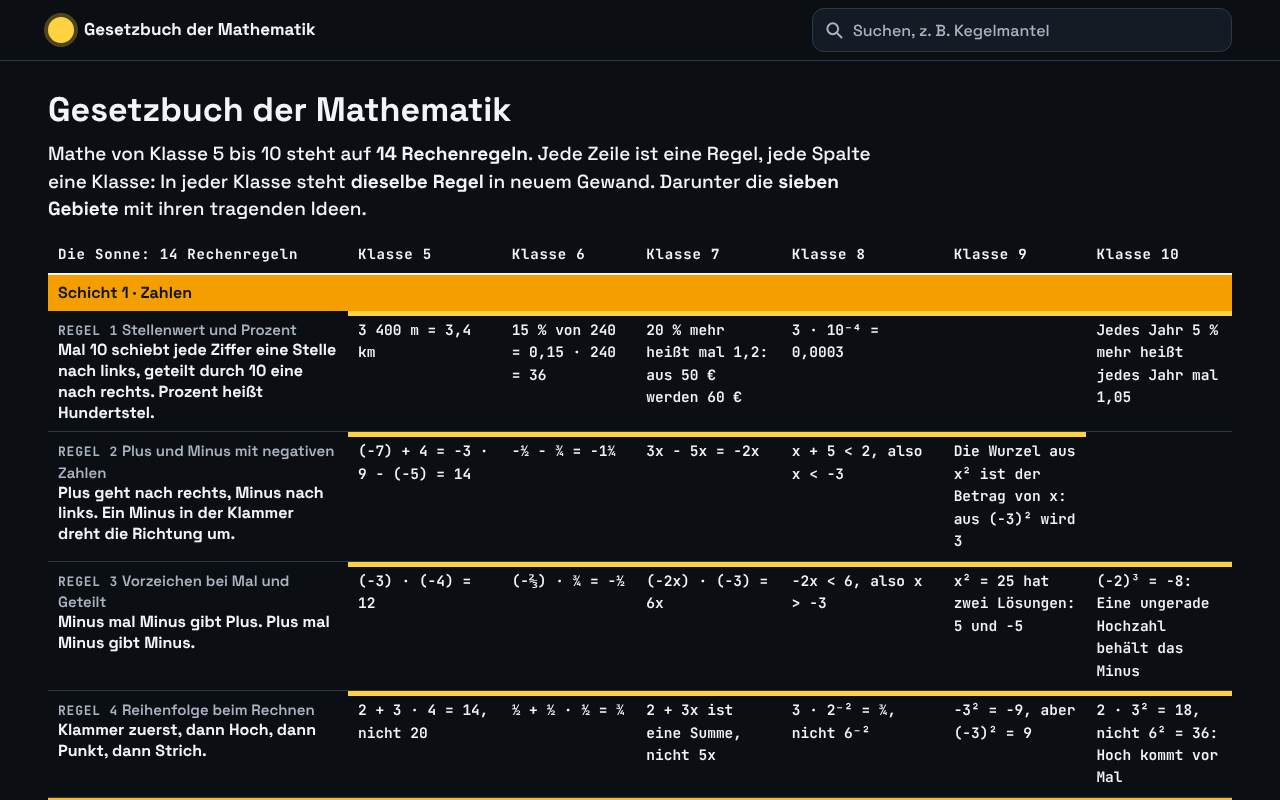 Gesetzbuch der Mathematik
Suchen, z. B. Kegelmantel
Gesetzbuch der Mathematik
Mathe von Klasse 5 bis 10 steht auf 14 Rechenregeln. Jede Zeile ist eine Regel, jede Spalte
eine Klasse: In jeder Klasse steht dieselbe Regel in neuem Gewand. Darunter die sieben
Gebiete mit ihren tragenden Ideen.
Die Sonne: 14 Rechenregeln
Klasse 5
Klasse 6
Klasse 7
Klasse 8
Klasse 9
Klasse 10
Schicht 1 · Zahlen
REGEL 1 Stellenwert und Prozent
Mal 10 schiebt jede Ziffer eine Stelle
nach links, geteilt durch 10 eine
nach rechts. Prozent heißt
Hundertstel.
3 400 m = 3,4
km
15 % von 240
= 0,15 · 240
= 36
20 % mehr
heißt mal 1,2:
aus 50 €
werden 60 €
3 · 10⁻⁴ =
0,0003
Jedes Jahr 5 %
mehr heißt
jedes Jahr mal
1,05
REGEL 2 Plus und Minus mit negativen
Zahlen
Plus geht nach rechts, Minus nach
links. Ein Minus in der Klammer
dreht die Richtung um.
(-7) + 4 = -3 ·
9 - (-5) = 14
-½ - ¾ = -1¼
3x - 5x = -2x
x + 5 < 2, also
x < -3
Die Wurzel aus
x² ist der
Betrag von x:
aus (-3)² wird
3
REGEL 3 Vorzeichen bei Mal und
Geteilt
Minus mal Minus gibt Plus. Plus mal
Minus gibt Minus.
(-3) · (-4) =
12
(-⅔) · ¾ = -½
(-2x) · (-3) =
6x
-2x < 6, also x
> -3
x² = 25 hat
zwei Lösungen:
5 und -5
(-2)³ = -8:
Eine ungerade
Hochzahl
behält das
Minus
REGEL 4 Reihenfolge beim Rechnen
Klammer zuerst, dann Hoch, dann
Punkt, dann Strich.
2 + 3 · 4 = 14,
nicht 20
½ + ½ · ½ = ¾
2 + 3x ist
eine Summe,
nicht 5x
3 · 2⁻² = ¾,
nicht 6⁻²
-3² = -9, aber
(-3)² = 9
2 · 3² = 18,
nicht 6² = 36:
Hoch kommt vor
Mal